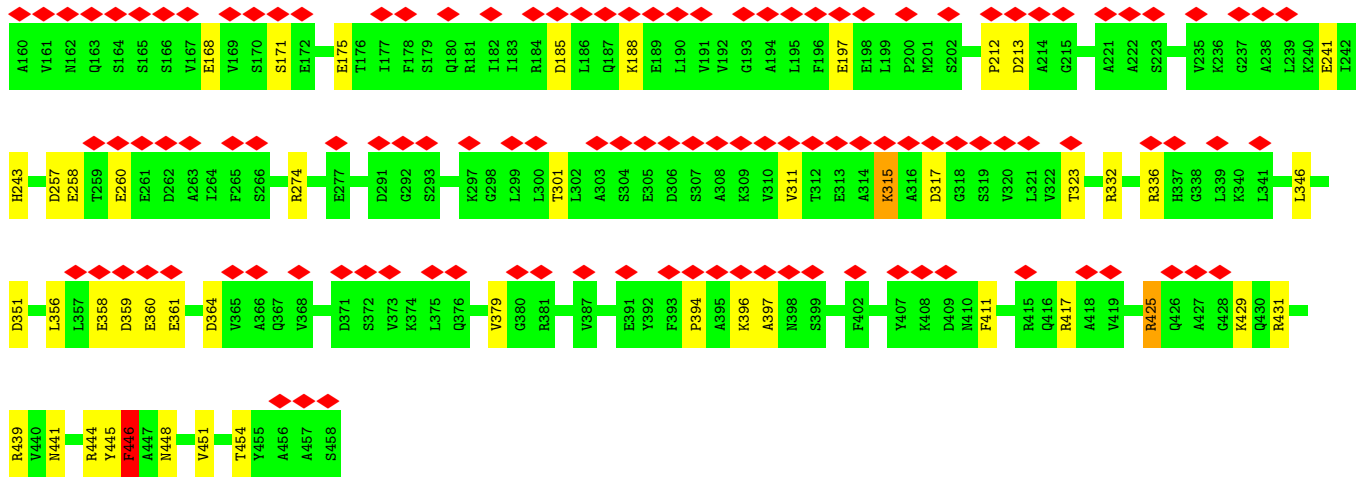 A160 V161 N162 Q163 S164 S165 S166 V167 E168 V169 S170 S171 E172 E175 T176 I177 F178 S179 Q180 R181 I182 I183 R184 D185 L186 Q187 K188 E189 L190 V191 V192 G193 A194 L195 F196 E197 E198 L199 P200 M201 S202 P212 D213 A214 G215 A221 A222 S223 V235 K236 G237 A238 L239 K240 E241 I242
H243 D257 E258 T259 E260 E261 D262 A263 I264 F265 S266 R274 E277 D291 G292 S293 K297 G298 L299 L300 T301 L302 A303 S304 E305 D306 S307 A308 K309 V310 V311 T312 E313 A314 K315 A316 D317 G318 S319 V320 L321 V322 T323 R332 R336 H337 G338 L339 K340 L341 L346
D351 L356 L357 E358 D359 E360 E361 D364 V365 A366 Q367 V368 D371 S372 V373 K374 L375 Q376 V379 G380 R381 V387 E391 Y392 F393 P394 A395 K396 A397 N398 S399 F402 Y407 K408 D409 N410 F411 R415 Q416 R417 A418 V419 R425 Q426 A427 G428 K429 Q430 R431
R439 V440 N441 R444 Y445 F446 A447 N448 V451 T454 Y455 A456 A457 S458